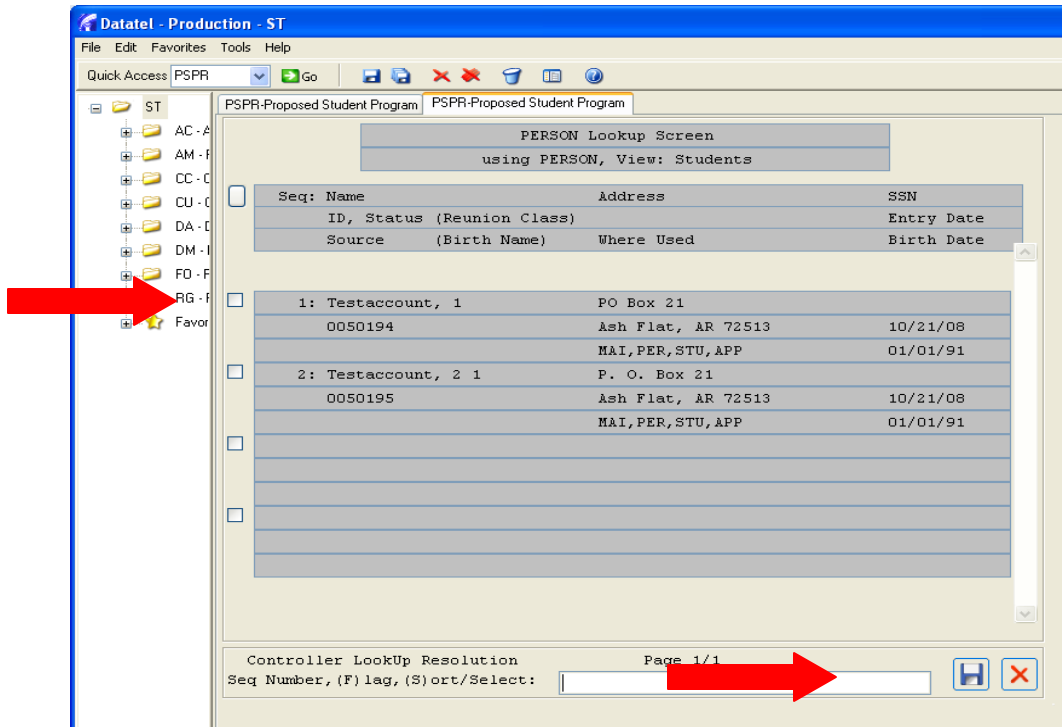 Datatel - Production - ST
File Edit Favorites Tools Help
Quick Access PSPR Go
ST
AC - A
AM - F
CC - C
CU - C
DA - D
DM - I
FO - F
RG - F
Favor
PSPR-Proposed Student Program PSPR-Proposed Student Program
PERSON Lookup Screen
using PERSON, View: Students
Seq: Name Address SSN
ID, Status (Reunion Class) Entry Date
Source (Birth Name) Where Used Birth Date
1: Testaccount, 1 PO Box 21
0050194 Ash Flat, AR 72513 10/21/08
MAI,PER,STU,APP 01/01/91
2: Testaccount, 2 1 P. O. Box 21
0050195 Ash Flat, AR 72513 10/21/08
MAI,PER,STU,APP 01/01/91
Controller LookUp Resolution Page 1/1
Seq Number,(F)lag,(S)ort/Select: